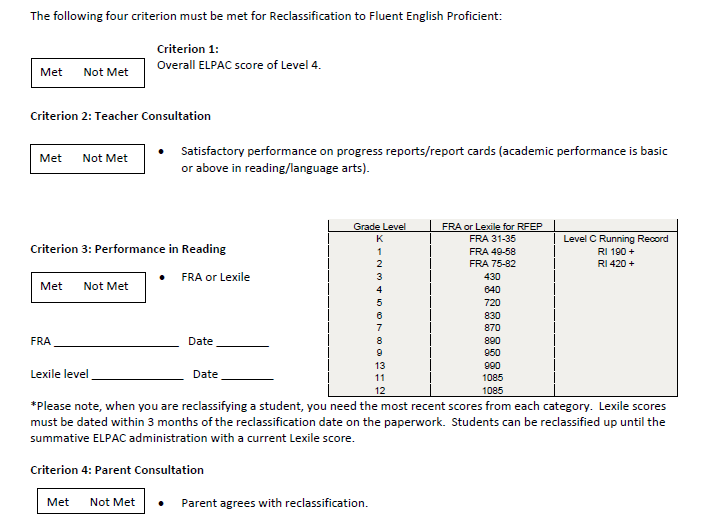 The following four criterion must be met for Reclassification to Fluent English Proficient:
Criterion 1:
Met Not Met
Overall ELPAC score of Level 4.
Criterion 2: Teacher Consultation
Met Not Met
• Satisfactory performance on progress reports/report cards (academic performance is basic
or above in reading/language arts).
Criterion 3: Performance in Reading
Met Not Met
• FRA or Lexile
FRA ____________________ Date ________
Lexile level _______________ Date ________
Grade Level FRA or Lexile for RFEP
K FRA 31-35 Level C Running Record
1 FRA 49-58 RI 190 +
2 FRA 75-82 RI 420 +
3 430
4 640
5 720
6 830
7 870
8 890
9 950
13 990
11 1085
12 1085
*Please note, when you are reclassifying a student, you need the most recent scores from each category. Lexile scores
must be dated within 3 months of the reclassification date on the paperwork. Students can be reclassified up until the
summative ELPAC administration with a current Lexile score.
Criterion 4: Parent Consultation
Met Not Met
• Parent agrees with reclassification.